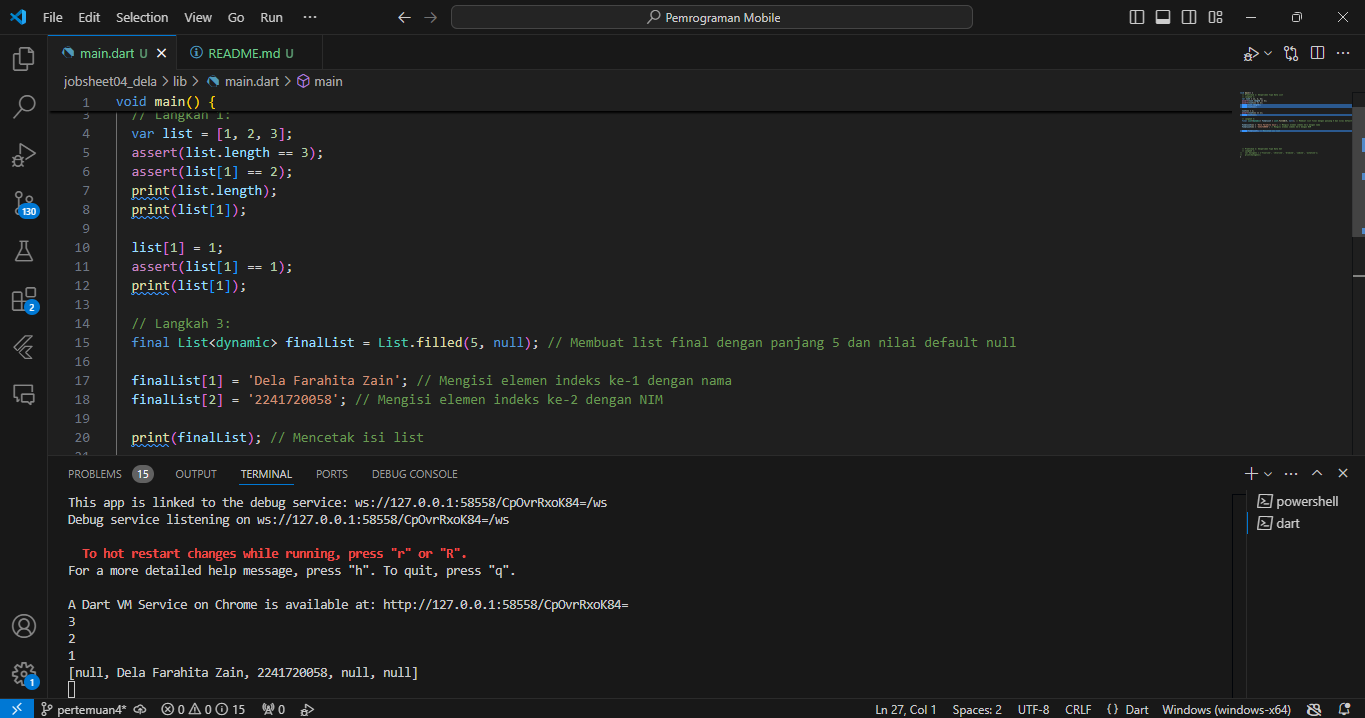 File Edit Selection View Go Run ··· Pemrograman Mobile
main.dart U README.md U
jobsheet04_dela > lib > main.dart > main
1 void main() {
3 // Langkah 1:
4 var list = [1, 2, 3];
5 assert(list.length == 3);
6 assert(list[1] == 2);
7 print(list.length);
8 print(list[1]);
9
10 list[1] = 1;
11 assert(list[1] == 1);
12 print(list[1]);
13
14 // Langkah 3:
15 final List<dynamic> finalList = List.filled(5, null); // Membuat list final dengan panjang 5 dan nilai default null
16
17 finalList[1] = 'Dela Farahita Zain'; // Mengisi elemen indeks ke-1 dengan nama
18 finalList[2] = '2241720058'; // Mengisi elemen indeks ke-2 dengan NIM
19
20 print(finalList); // Mencetak isi list
21
130
2
1
PROBLEMS 15 OUTPUT TERMINAL PORTS DEBUG CONSOLE
This app is linked to the debug service: ws://127.0.0.1:58558/CpOvrRxoK84=/ws
Debug service listening on ws://127.0.0.1:58558/CpOvrRxoK84=/ws
To hot restart changes while running, press "r" or "R".
For a more detailed help message, press "h". To quit, press "q".
A Dart VM Service on Chrome is available at: http://127.0.0.1:58558/CpOvrRxoK84=
3
2
1
[null, Dela Farahita Zain, 2241720058, null, null]
powershell
dart
pertemuan4* 0 0 15 0 Ln 27, Col 1 Spaces: 2 UTF-8 CRLF {} Dart Windows (windows-x64)